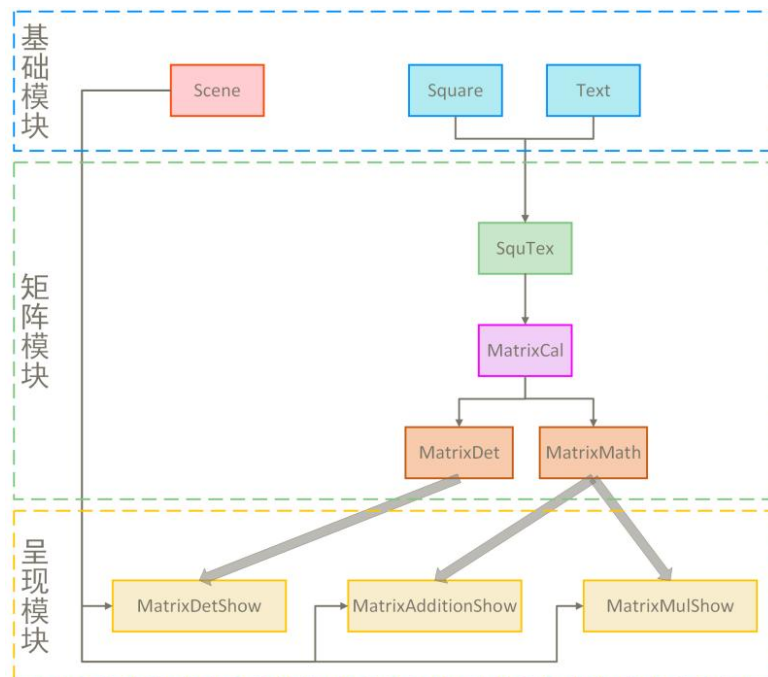 基础模块
Scene
Square
Text
矩阵模块
SquTex
MatrixCal
MatrixDet
MatrixMath
呈现模块
MatrixDetShow
MatrixAdditionShow
MatrixMulShow